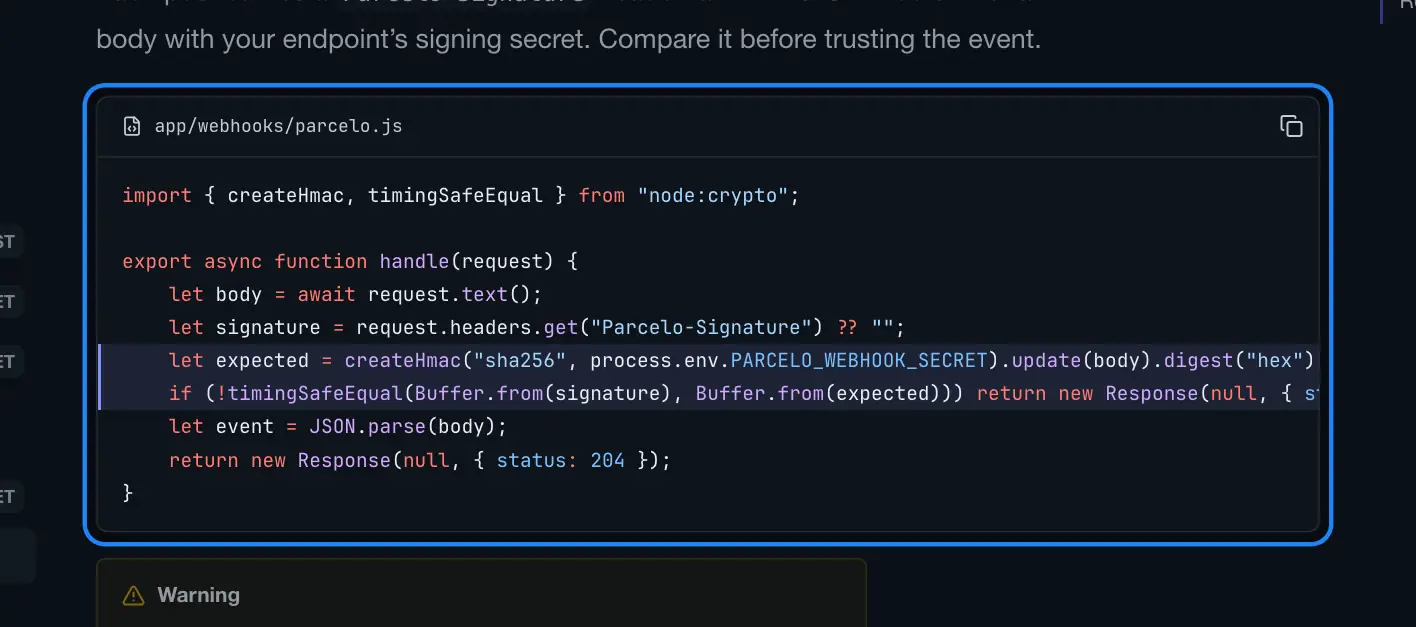 body with your endpoint’s signing secret. Compare it before trusting the event.
app/webhooks/parcelo.js
import { createHmac, timingSafeEqual } from "node:crypto";
export async function handle(request) {
let body = await request.text();
let signature = request.headers.get("Parcelo-Signature") ?? "";
let expected = createHmac("sha256", process.env.PARCELO_WEBHOOK_SECRET).update(body).digest("hex")
if (!timingSafeEqual(Buffer.from(signature), Buffer.from(expected))) return new Response(null, {
let event = JSON.parse(body);
return new Response(null, { status: 204 });
}
Warning